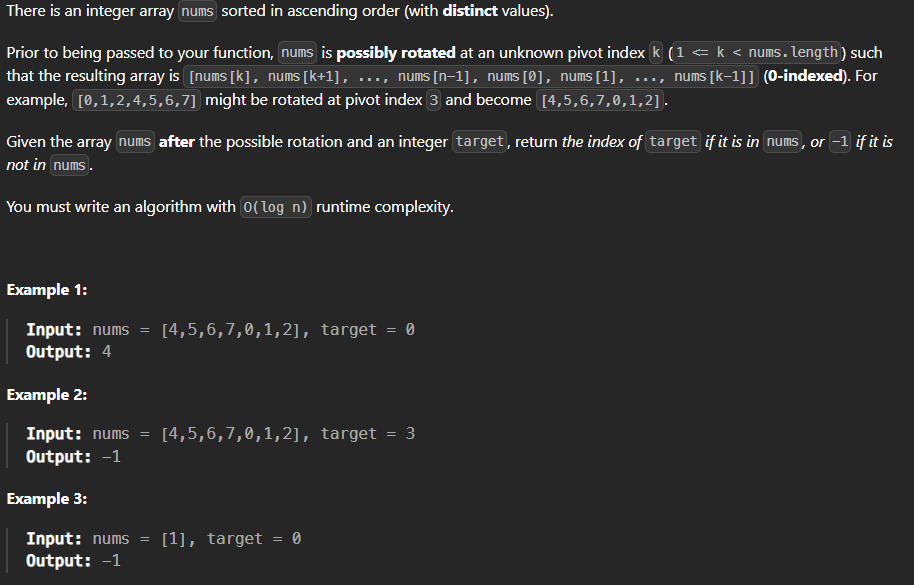 There is an integer array nums sorted in ascending order (with distinct values).
Prior to being passed to your function, nums is possibly rotated at an unknown pivot index k (1 <= k < nums.length) such
that the resulting array is [nums[k], nums[k+1], ..., nums[n-1], nums[0], nums[1], ..., nums[k-1]] (0-indexed). For
example, [0,1,2,4,5,6,7] might be rotated at pivot index 3 and become [4,5,6,7,0,1,2].
Given the array nums after the possible rotation and an integer target, return the index of target if it is in nums, or -1 if it is
not in nums.
You must write an algorithm with O(log n) runtime complexity.
Example 1:
Input: nums = [4,5,6,7,0,1,2], target = 0
Output: 4
Example 2:
Input: nums = [4,5,6,7,0,1,2], target = 3
Output: -1
Example 3:
Input: nums = [1], target = 0
Output: -1